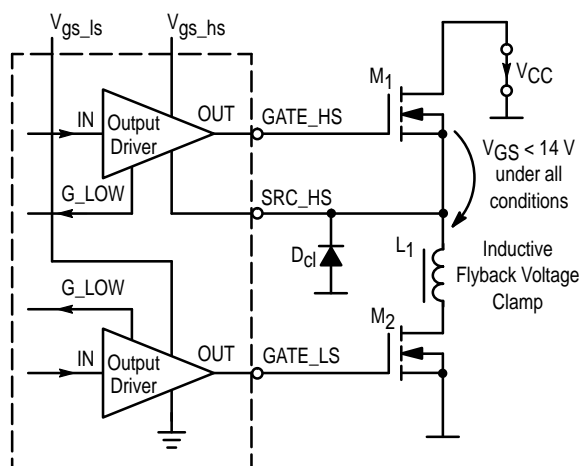 Vgs_ls
Vgs_hs
M1
VCC
IN
Output
Driver
OUT
GATE_HS
VGS < 14 V
under all
conditions
G_LOW
SRC_HS
Dcl
L1
Inductive
Flyback Voltage
Clamp
G_LOW
M2
IN
Output
Driver
OUT
GATE_LS